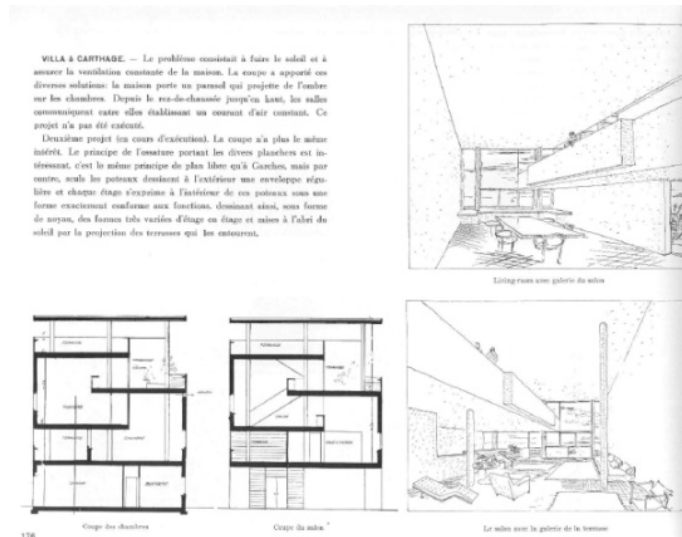 VILLA à CARTHAGE. — Le problème consistait à faire le soleil et à
assurer la ventilation constante de la maison. La coupe a apporté ces
diverses solutions: la maison porte un parasol qui projette de l'ombre
sur les chambres. Depuis le rez-de-chaussée jusqu'en haut, les salles
communiquent entre elles établissant un courant d'air constant. Ce
projet n'a pas été exécuté.
Deuxième projet (en cours d'exécution). La coupe n'a plus le même
intérêt. Le principe de l'ossature portant les divers planchers est in-
téressant, c'est le même principe de plan libre qu'à Garches, mais par
contre, seuls les poteaux dessinent à l'extérieur une enveloppe régu-
lière et chaque étage s'exprime à l'intérieur de ces poteaux sous une
forme exactement conforme aux fonctions, dessinant ainsi, sous forme
de noyau, des formes très variées d'étage en étage et mises à l'abri du
soleil par la projection des terrasses qui les entourent.
Living-room avec galerie du salon
Coupe des chambres
Coupe du salon
Le salon avec la galerie de la terrasse
126